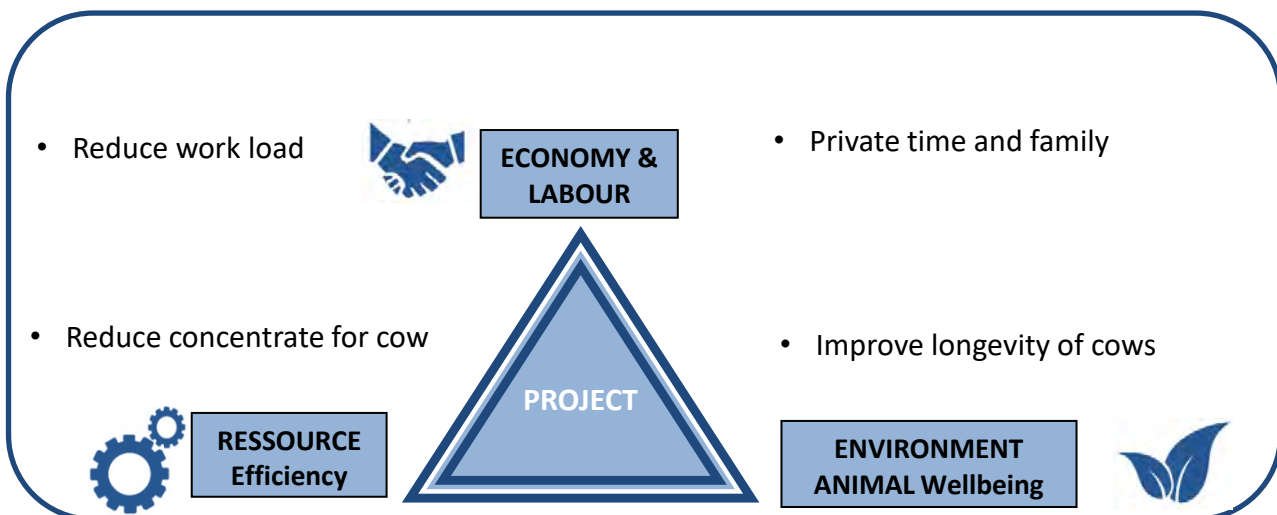 • Reduce work load
ECONOMY &
LABOUR
• Private time and family
• Reduce concentrate for cow
• Improve longevity of cows
PROJECT
RESSOURCE
Efficiency
ENVIRONMENT
ANIMAL Wellbeing